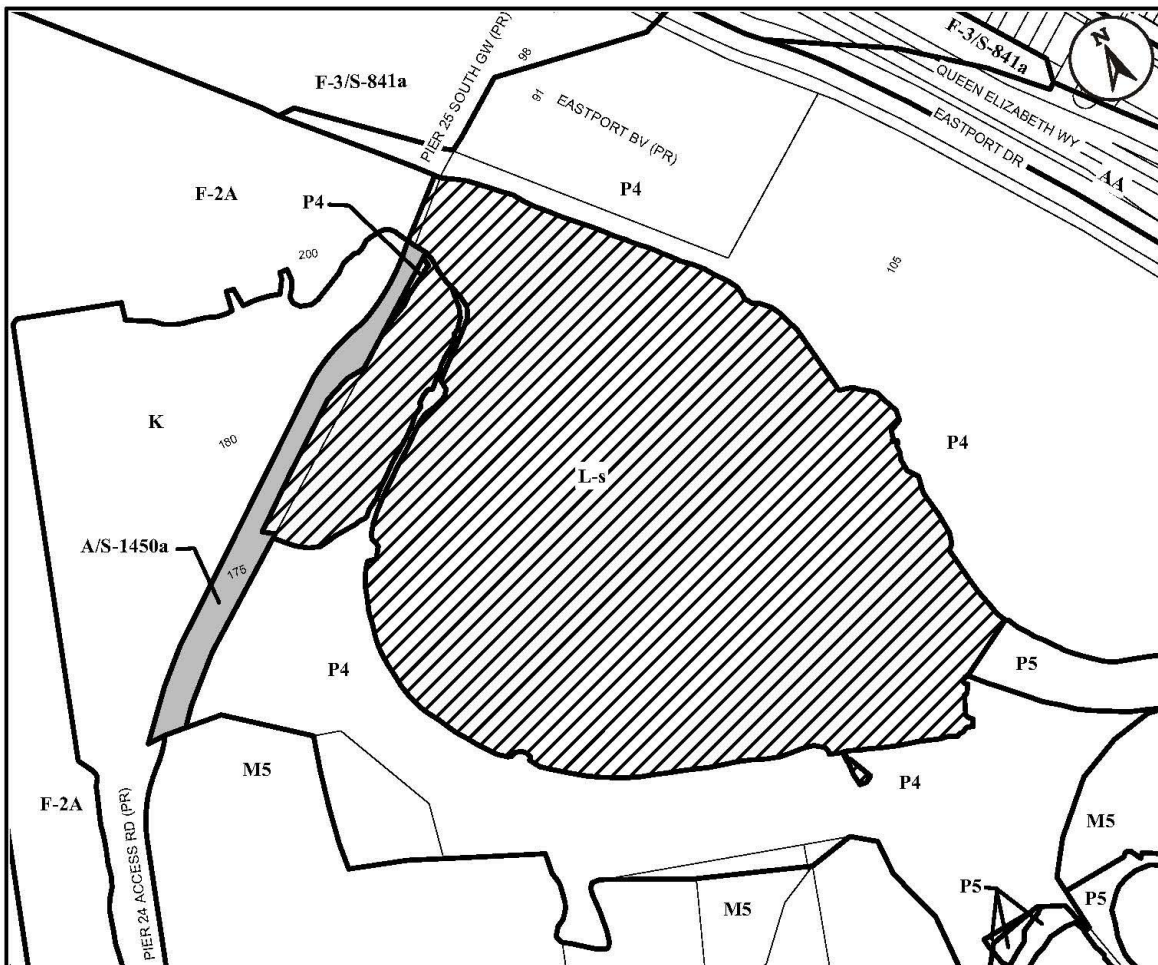 F-3/S-841a
N
F-3/S-841a
PIER 25 SOUTH GW (PR)
98
91
EASTPORT BV (PR)
QUEEN ELIZABETH WY
EASTPORT DR
AA
F-2A
P4
P4
200
105
K
180
P4
L-s
A/S-1450a
175
P4
P5
M5
P4
F-2A
PIER 24 ACCESS RD (PR)
M5
P5
P5
M5